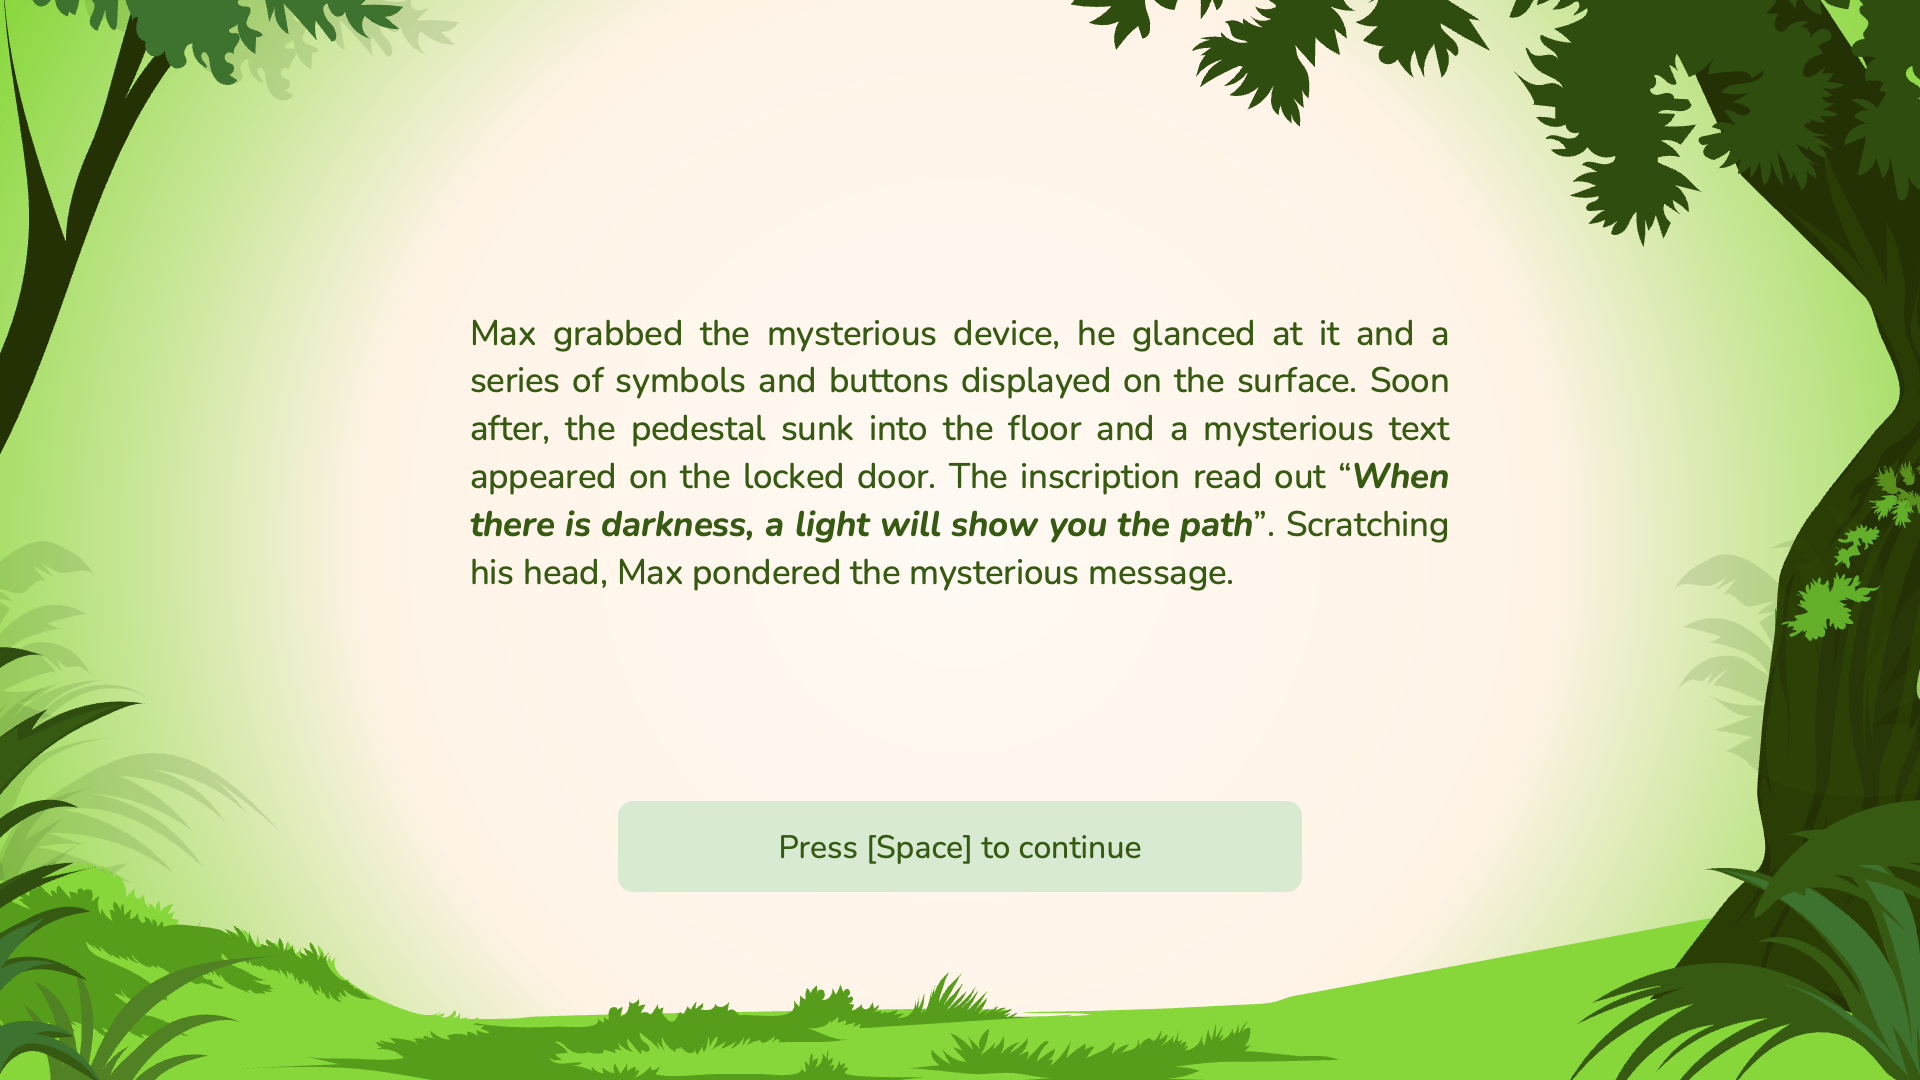 Max grabbed the mysterious device, he glanced at it and a
series of symbols and buttons displayed on the surface. Soon
after, the pedestal sunk into the floor and a mysterious text
appeared on the locked door. The inscription read out “When
there is darkness, a light will show you the path”. Scratching
his head, Max pondered the mysterious message.
Press [Space] to continue